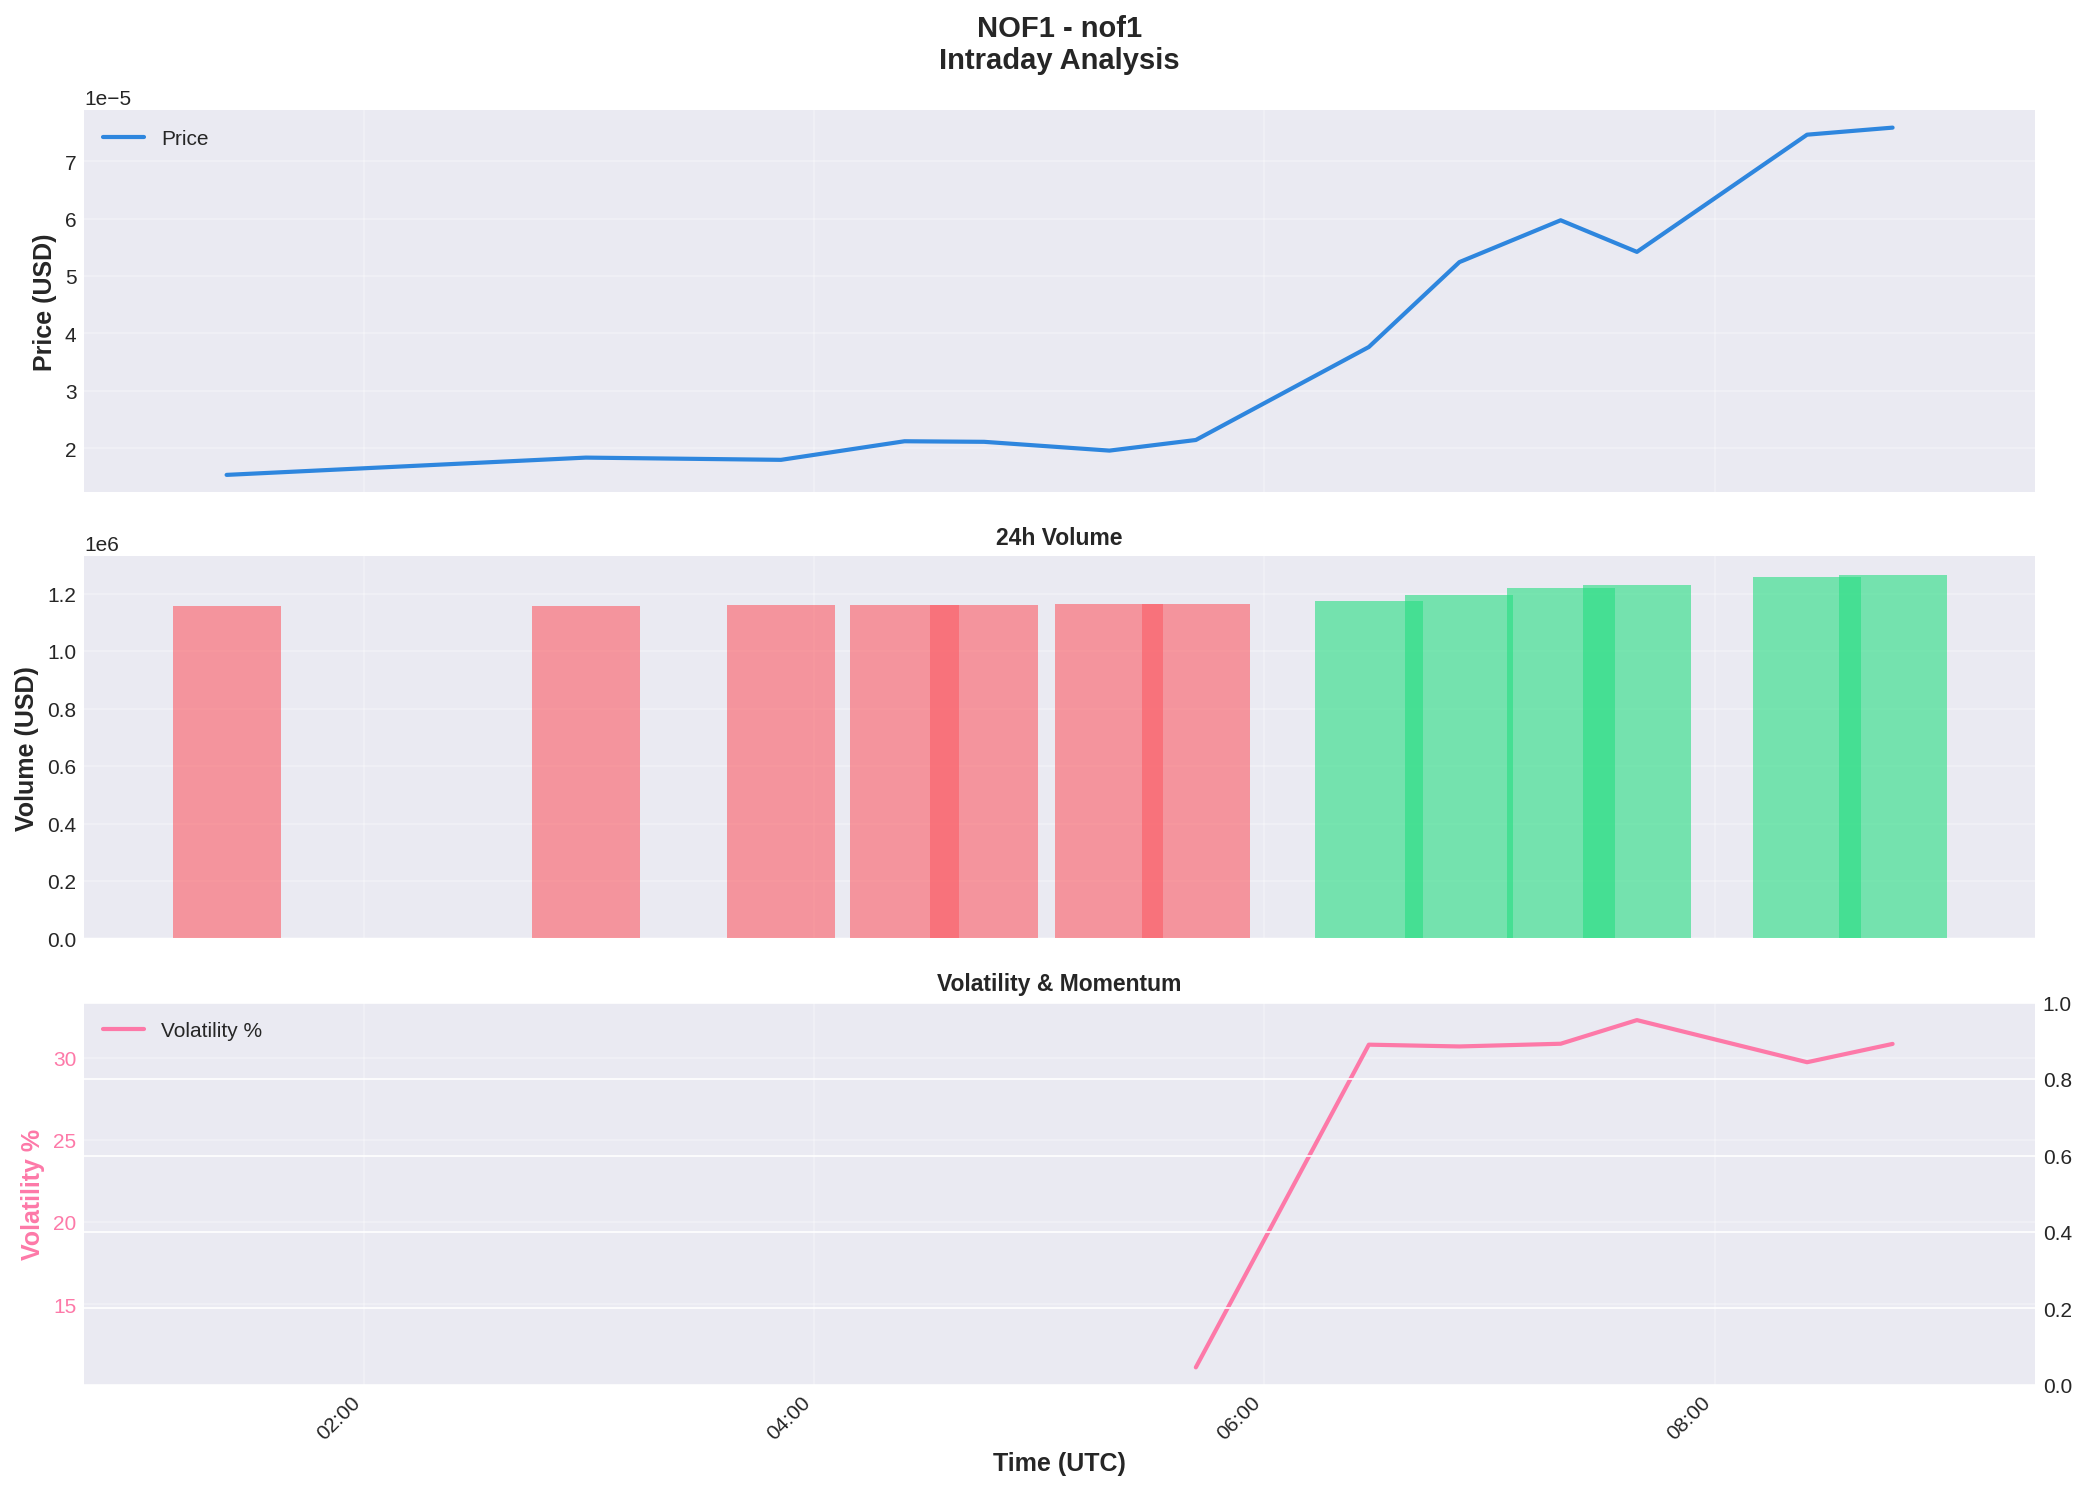 NOF1 - nof1
Intraday Analysis
1e−5
Price
7
6
5
4
3
2
Price (USD)
24h Volume
1e6
1.2
1.0
0.8
0.6
0.4
0.2
0.0
Volume (USD)
Volatility & Momentum
Volatility %
30
25
20
15
Volatility %
1.0
0.8
0.6
0.4
0.2
0.0
02:00
04:00
06:00
08:00
Time (UTC)